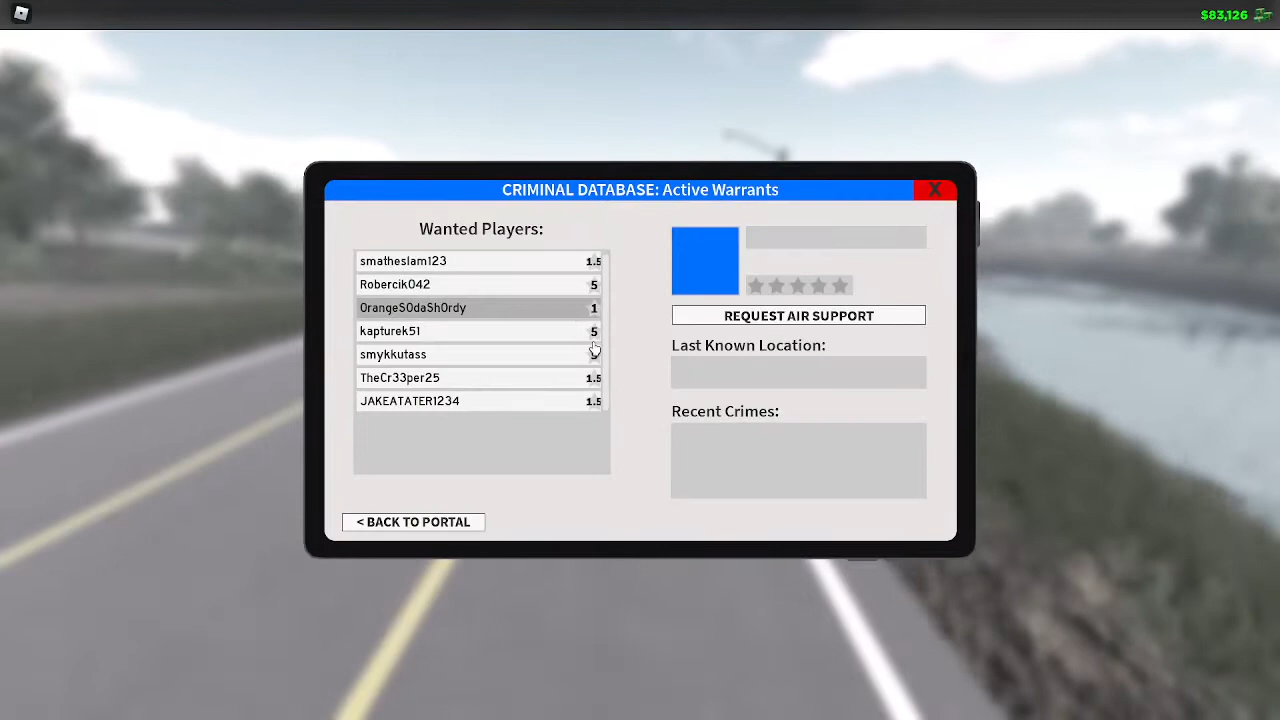 $83,126
CRIMINAL DATABASE: Active Warrants
X
Wanted Players:
smatheslam123 1.5
Robercik042 5
0rangeS0daSh0rdy 1
kapturek51 5
smykkutass
TheCr33per25 1.5
JAKEATATER1234 1.5
REQUEST AIR SUPPORT
Last Known Location:
Recent Crimes:
< BACK TO PORTAL